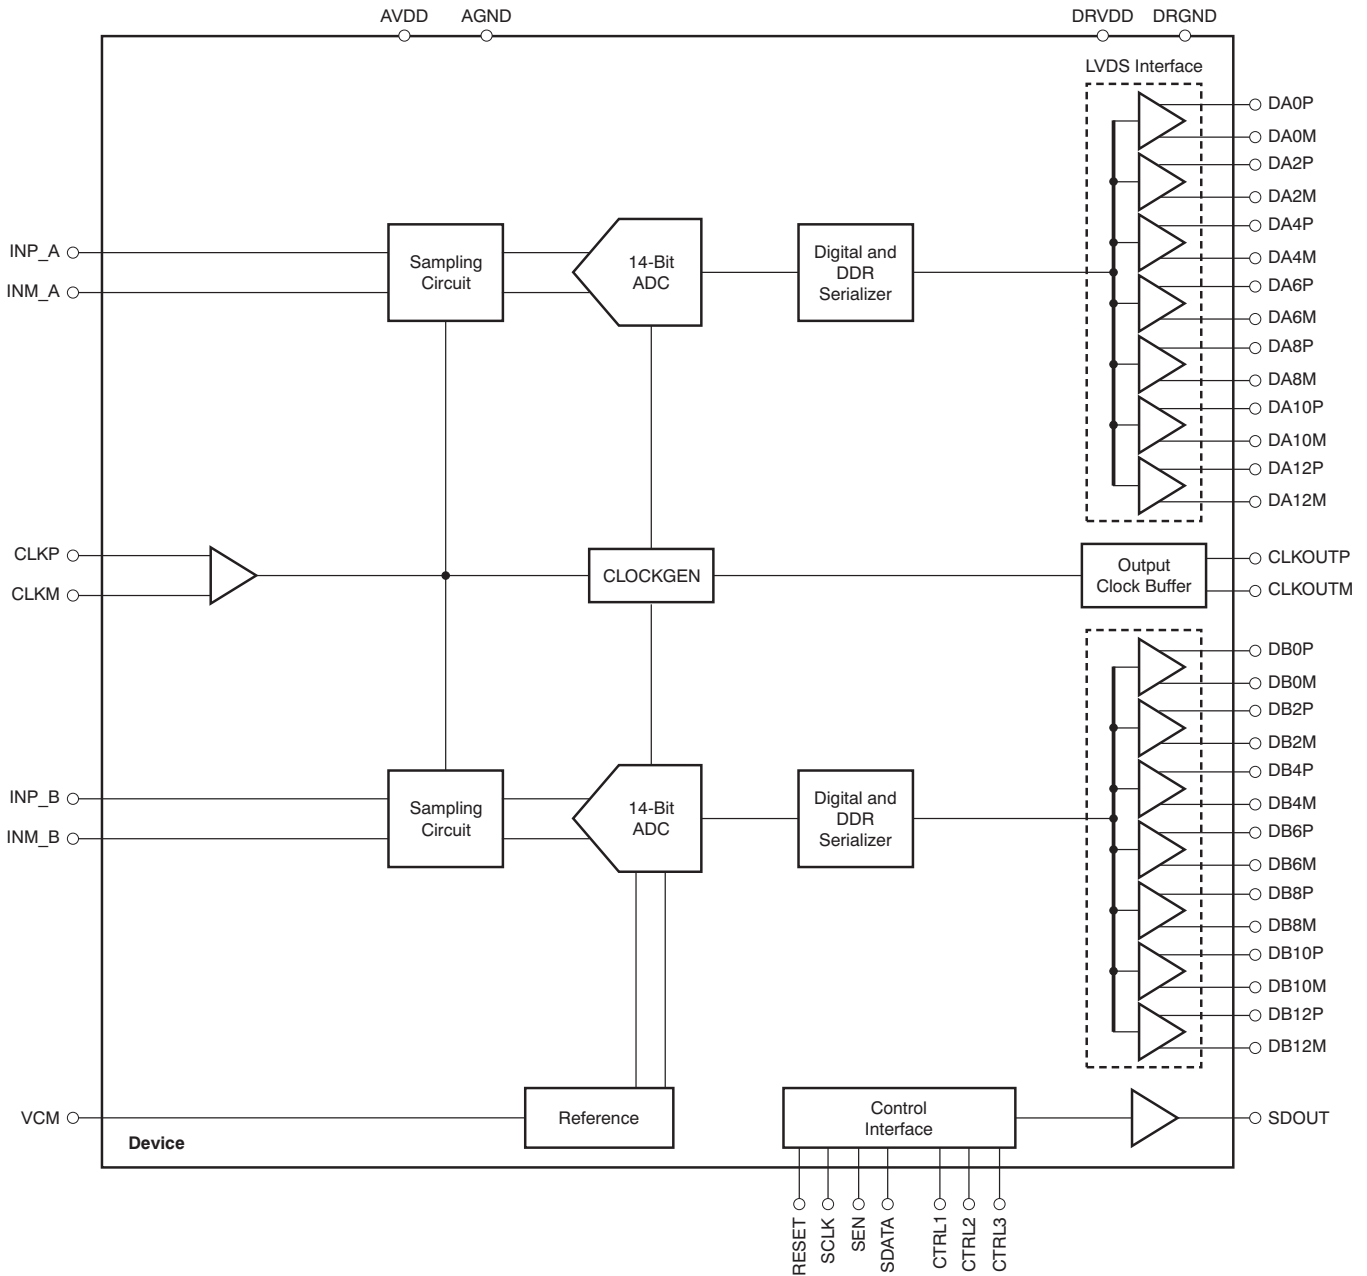 AVDD
AGND
DRVDD
DRGND
LVDS Interface
DA0P
DA0M
DA2P
DA2M
DA4P
DA4M
DA6P
DA6M
DA8P
DA8M
DA10P
DA10M
DA12P
DA12M
INP_A
INM_A
Sampling
Circuit
14-Bit
ADC
Digital and
DDR
Serializer
CLKP
CLKM
CLOCKGEN
Output
Clock Buffer
CLKOUTP
CLKOUTM
DB0P
DB0M
DB2P
DB2M
DB4P
DB4M
DB6P
DB6M
DB8P
DB8M
DB10P
DB10M
DB12P
DB12M
INP_B
INM_B
Sampling
Circuit
14-Bit
ADC
Digital and
DDR
Serializer
VCM
Reference
Control
Interface
SDOUT
Device
RESET
SCLK
SEN
SDATA
CTRL1
CTRL2
CTRL3